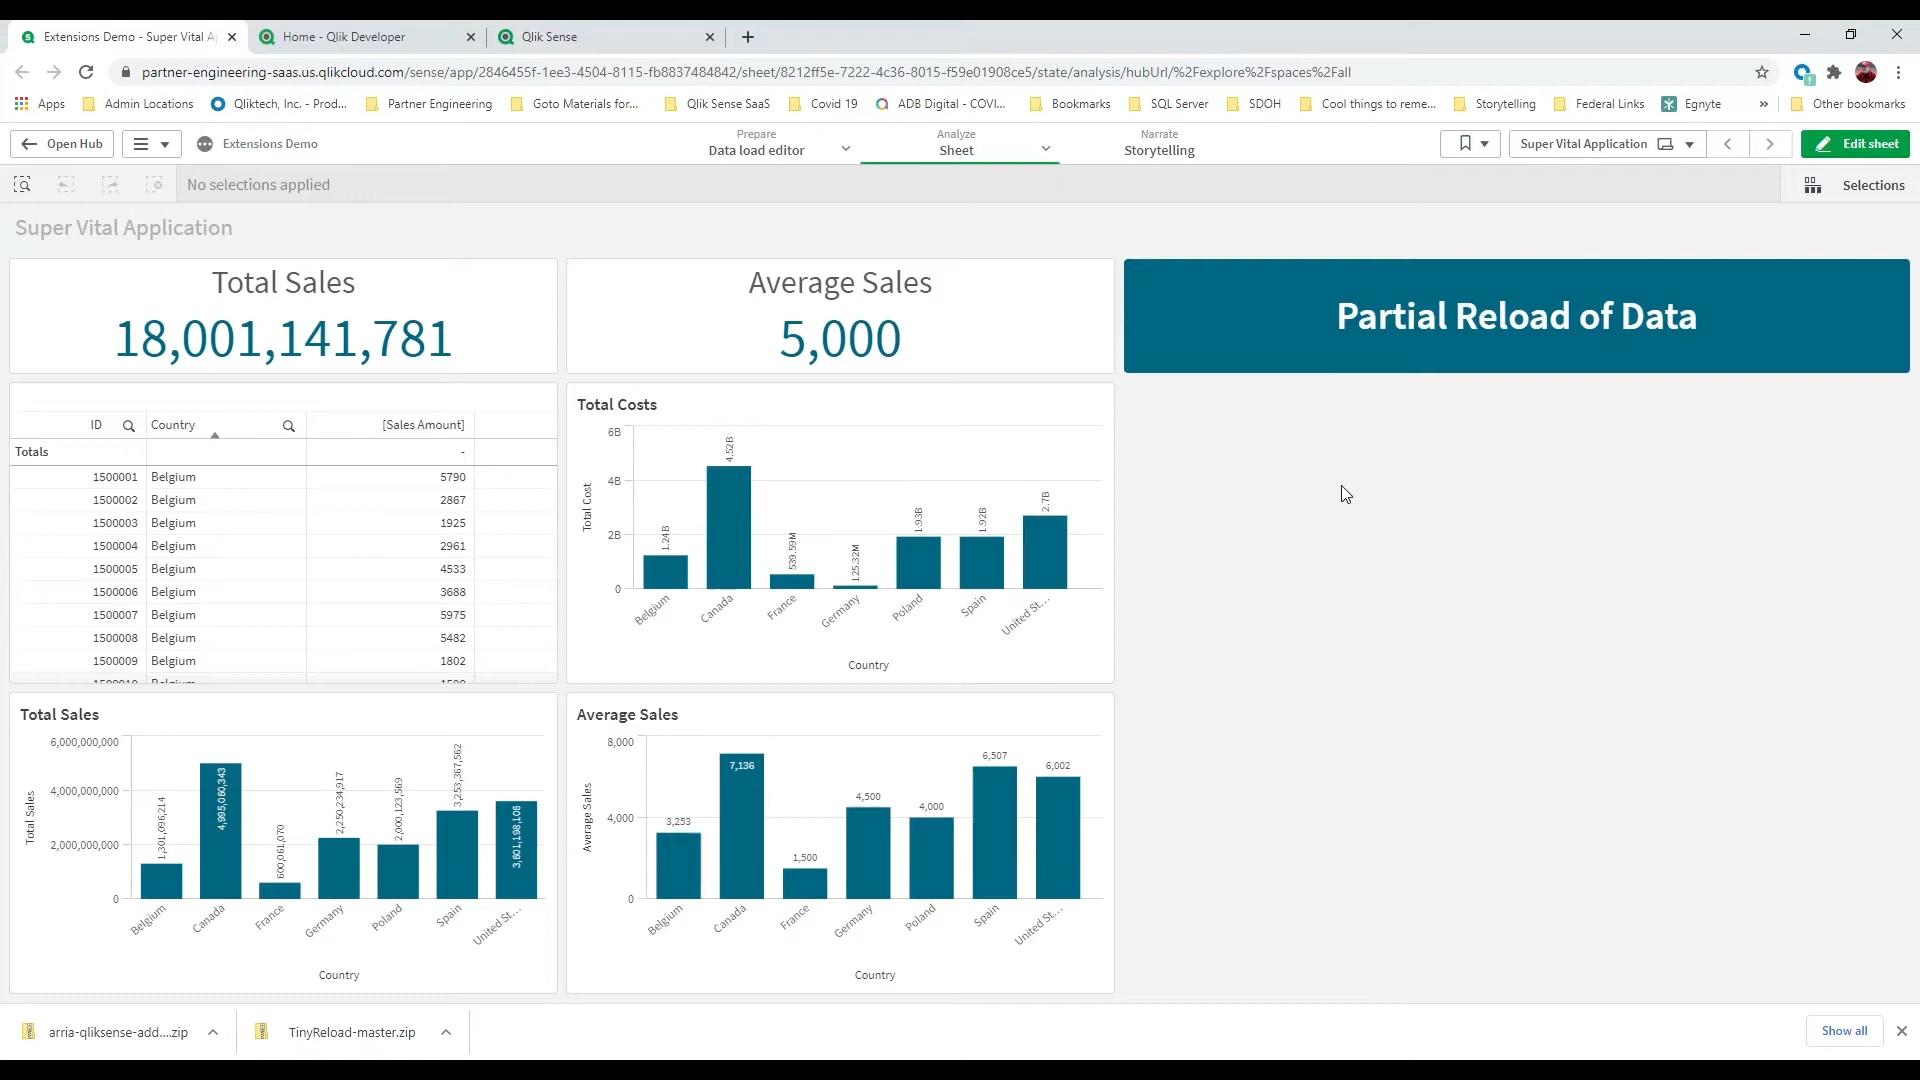 Extensions Demo - Super Vital A
Home - Qlik Developer
Qlik Sense
partner-engineering-saas.us.qlikcloud.com/sense/app/2846455f-1ee3-4504-8115-fb8837484842/sheet/8212ff5e-7222-4c36-8015-f59e01908ce5/state/analysis/hubUrl/%2Fexplore%2Fspaces%2Fall
Apps Admin Locations Qliktech, Inc. - Prod... Partner Engineering Goto Materials for... Qlik Sense SaaS Covid 19 ADB Digital - COVI... Bookmarks SQL Server SDOH Cool things to reme... Storytelling Federal Links Egnyte » Other bookmarks
Open Hub
Extensions Demo
Prepare
Data load editor
Analyze
Sheet
Narrate
Storytelling
Super Vital Application
Edit sheet
No selections applied
Selections
Super Vital Application
Total Sales
18,001,141,781
Average Sales
5,000
Partial Reload of Data
ID Country [Sales Amount]
Totals -
1500001 Belgium 5790
1500002 Belgium 2867
1500003 Belgium 1925
1500004 Belgium 2961
1500005 Belgium 4533
1500006 Belgium 3688
1500007 Belgium 5975
1500008 Belgium 5482
1500009 Belgium 1802
Total Costs
Total Cost
6B
4B
2B
0
1.24B
4.52B
539.59M
125.32M
1.93B
1.92B
2.7B
Belgium
Canada
France
Germany
Poland
Spain
United St...
Country
Total Sales
Total Sales
6,000,000,000
4,000,000,000
2,000,000,000
0
1,301,096,214
4,995,060,343
600,061,070
2,250,234,917
2,000,123,569
3,253,367,562
3,601,198,106
Belgium
Canada
France
Germany
Poland
Spain
United St...
Country
Average Sales
Average Sales
8,000
4,000
0
3,253
7,136
1,500
4,500
4,000
6,507
6,002
Belgium
Canada
France
Germany
Poland
Spain
United St...
Country
arria-qliksense-add....zip
TinyReload-master.zip
Show all